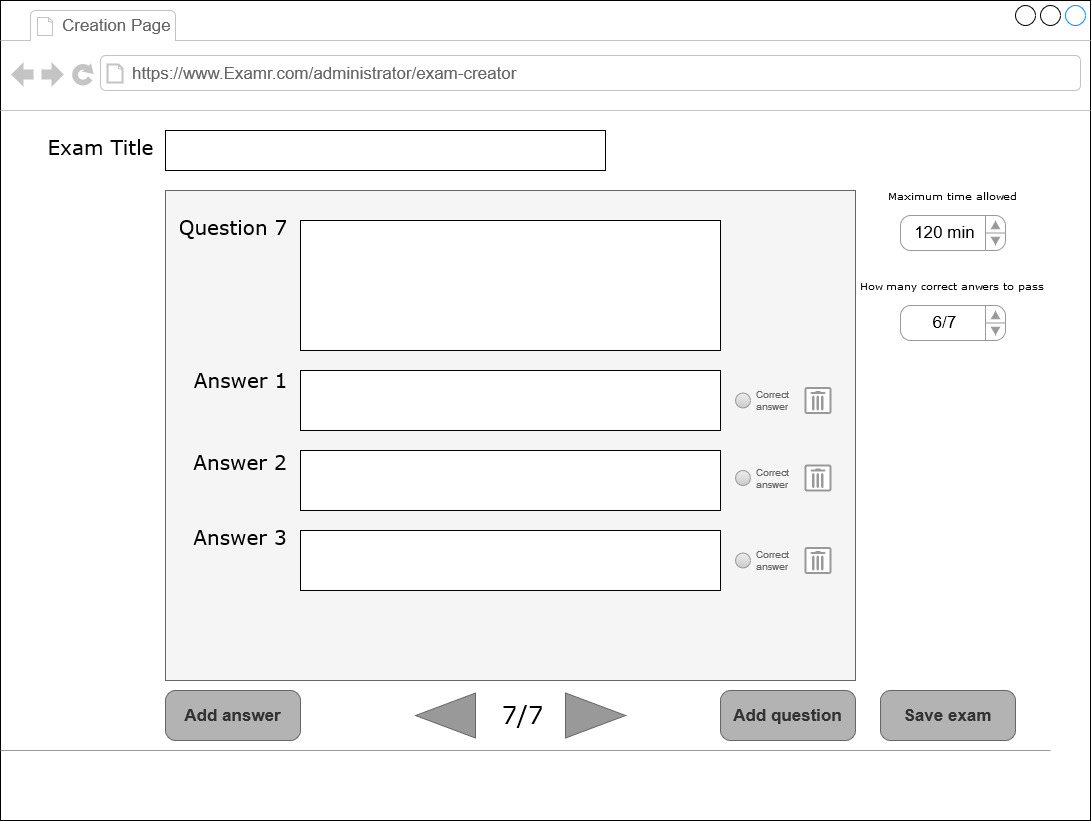 Creation Page
https://www.Examr.com/administrator/exam-creator
Exam Title
Maximum time allowed
120 min
Question 7
How many correct anwers to pass
6/7
Answer 1
Correct
answer
Answer 2
Correct
answer
Answer 3
Correct
answer
Add answer
7/7
Add question
Save exam